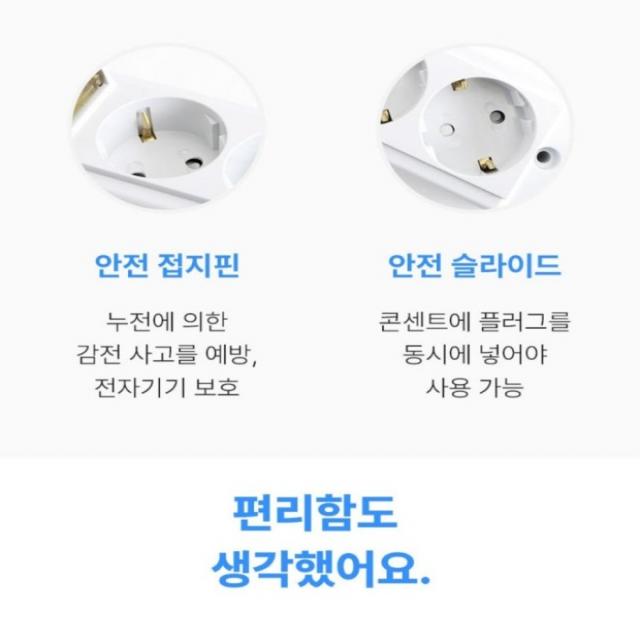 안전 접지핀
누전에 의한
감전 사고를 예방,
전자기기 보호
안전 슬라이드
콘센트에 플러그를
동시에 넣어야
사용 가능
편리함도
생각했어요.